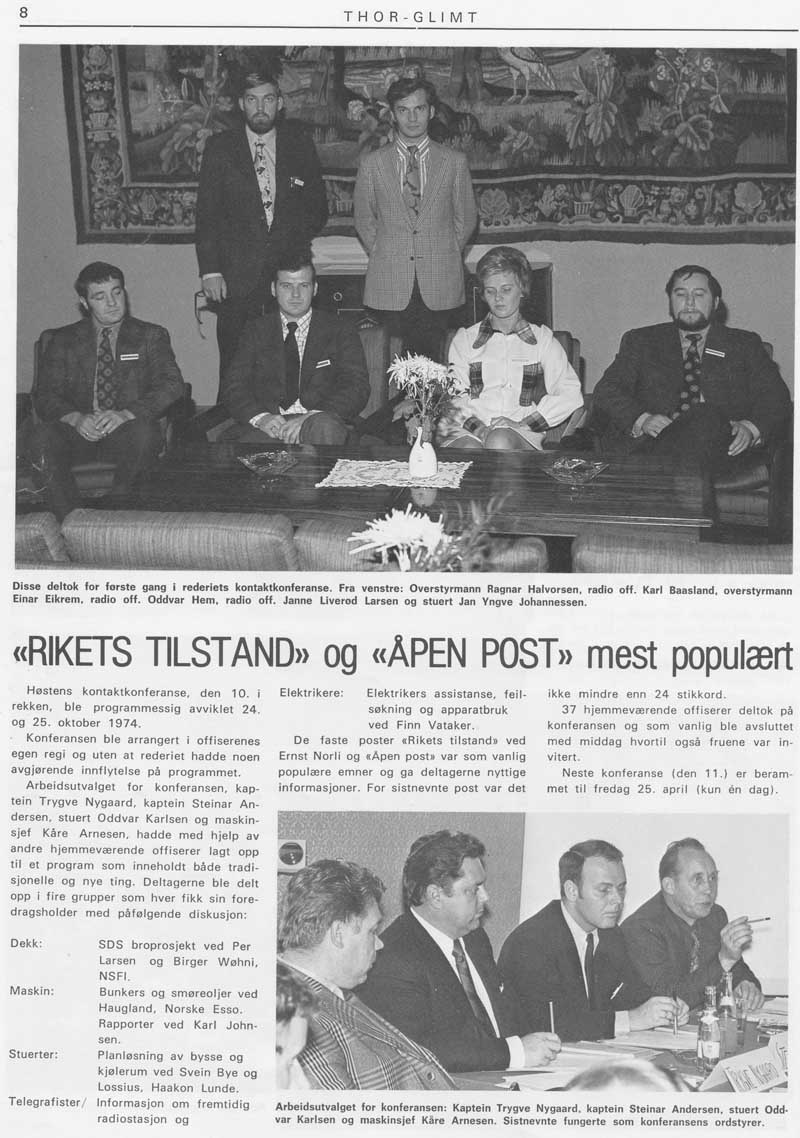 8
THOR-GLIMT
Disse deltok for første gang i rederiets kontaktkonferanse. Fra venstre: Overstyrmann Ragnar Halvorsen, radio off. Karl Baasland, overstyrmann
Einar Eikrem, radio off. Oddvar Hem, radio off. Janne Liverød Larsen og stuert Jan Yngve Johannessen.
«RIKETS TILSTAND» og «ÅPEN POST» mest populært
Høstens kontaktkonferanse, den 10. i
rekken, ble programmessig avviklet 24.
og 25. oktober 1974.
Konferansen ble arrangert i offiserenes
egen regi og uten at rederiet hadde noen
avgjørende innflytelse på programmet.
Arbeidsutvalget for konferansen, kap-
tein Trygve Nygaard, kaptein Steinar An-
dersen, stuert Oddvar Karlsen og maskin-
sjef Kåre Arnesen, hadde med hjelp av
andre hjemmeværende offiserer lagt opp
til et program som inneholdt både tradi-
sjonelle og nye ting. Deltagerne ble delt
opp i fire grupper som hver fikk sin fore-
dragsholder med påfølgende diskusjon:
Dekk: SDS broprosjekt ved Per
Larsen og Birger Wøhni,
NSFI.
Maskin: Bunkers og smøreoljer ved
Haugland, Norske Esso.
Rapporter ved Karl John-
sen.
Stuerter: Planløsning av bysse og
kjølerum ved Svein Bye og
Lossius, Haakon Lunde.
Telegrafister/ Informasjon om fremtidig
radiostasjon og
Elektrikere: Elektrikers assistanse, feil-
søkning og apparatbruk
ved Finn Vataker.
De faste poster «Rikets tilstand» ved
Ernst Norli og «Åpen post» var som vanlig
populære emner og ga deltagerne nyttige
informasjoner. For sistnevnte post var det
ikke mindre enn 24 stikkord.
37 hjemmeværende offiserer deltok på
konferansen og som vanlig ble avsluttet
med middag hvortil også fruene var in-
vitert.
Neste konferanse (den 11.) er beram-
met til fredag 25. april (kun én dag).
TRYGVE NYGAARD
Arbeidsutvalget for konferansen: Kaptein Trygve Nygaard, kaptein Steinar Andersen, stuert Odd-
var Karlsen og maskinsjef Kåre Arnesen. Sistnevnte fungerte som konferansens ordstyrer.